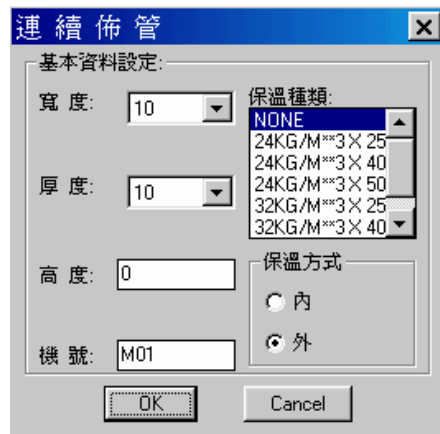 連續佈管
基本資料設定:
寬 度: 10
厚 度: 10
高 度: 0
機 號: M01
保溫種類:
NONE
24KG/M**3 X 25
24KG/M**3 X 40
24KG/M**3 X 50
32KG/M**3 X 25
32KG/M**3 X 40
保溫方式
內
外
OK Cancel